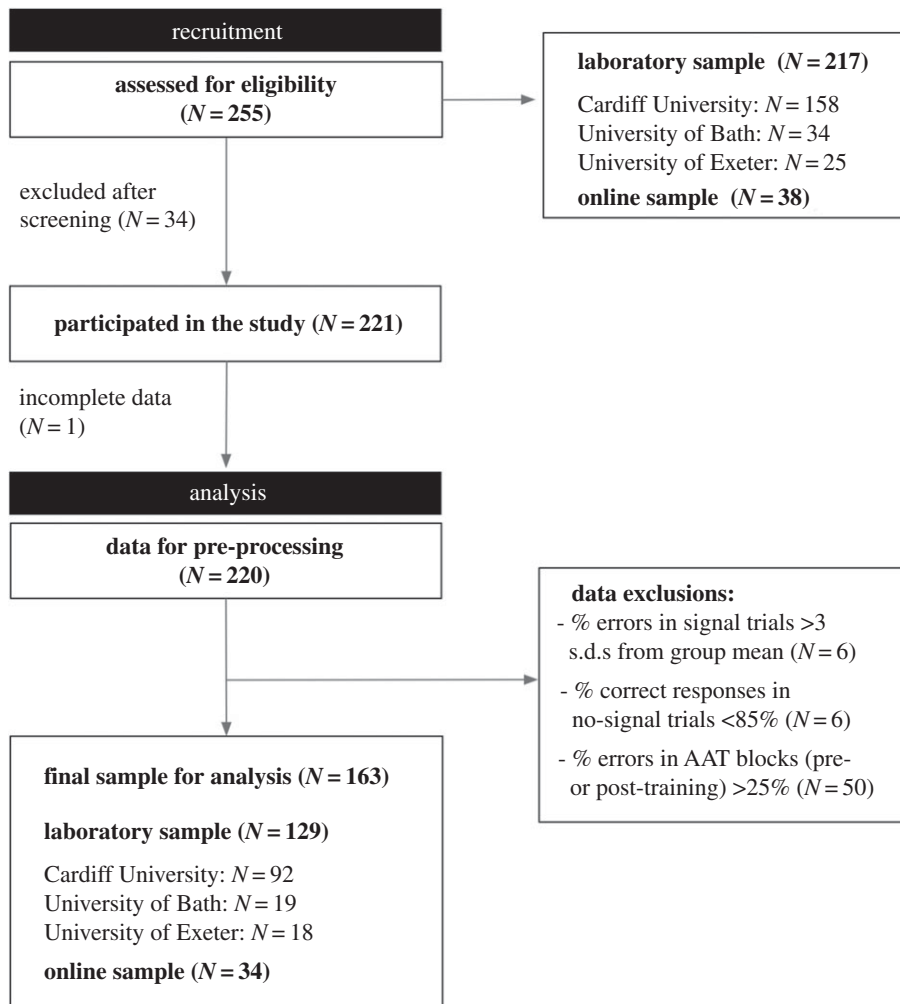 recruitment
assessed for eligibility
(N = 255)
laboratory sample (N = 217)
Cardiff University: N = 158
University of Bath: N = 34
University of Exeter: N = 25
online sample (N = 38)
excluded after
screening (N = 34)
participated in the study (N = 221)
incomplete data
(N = 1)
analysis
data for pre-processing
(N = 220)
data exclusions:
- % errors in signal trials >3
s.d.s from group mean (N = 6)
- % correct responses in
no-signal trials <85% (N = 6)
- % errors in AAT blocks (pre-
or post-training) >25% (N = 50)
final sample for analysis (N = 163)
laboratory sample (N = 129)
Cardiff University: N = 92
University of Bath: N = 19
University of Exeter: N = 18
online sample (N = 34)